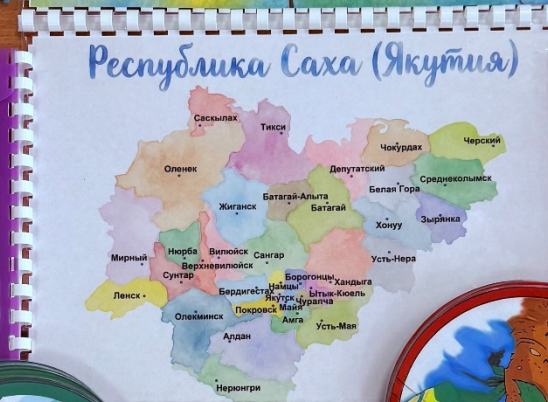 Республика Саха (Якутия)
Саскылах
Тикси
Чокурдах
Черский
Оленек
Депутатский
Среднеколымск
Белая Гора
Жиганск
Батагай-Алыта
Батагай
Зырянка
Хонуу
Мирный
Нюрба
Вилюйск
Верхневилюйск
Сангар
Усть-Нера
Сунтар
Борогонцы
Хандыга
Намцы
Бердигестях
Ытык-Кюель
Ленск
Якутск
Чурапча
Покровск
Майя
Олекминск
Амга
Усть-Мая
Алдан
Нерюнгри